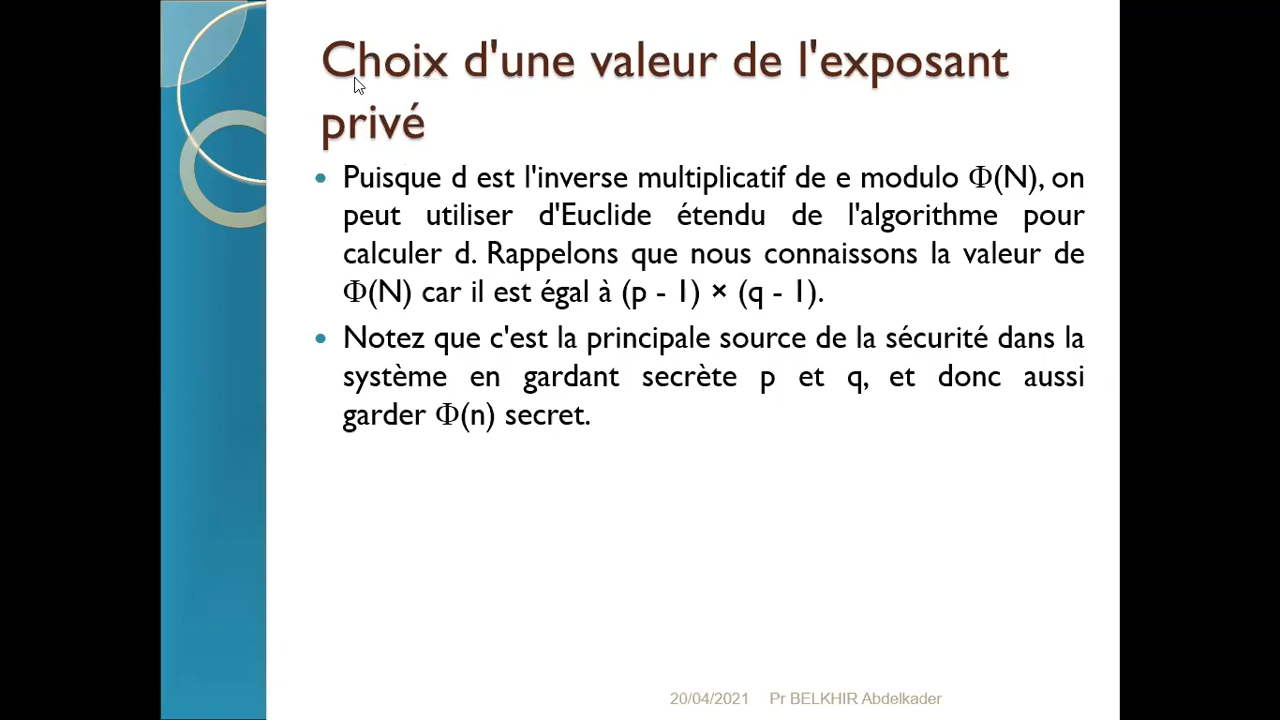 Choix d'une valeur de l'exposant
privé
• Puisque d est l'inverse multiplicatif de e modulo Φ(N), on
peut utiliser d'Euclide étendu de l'algorithme pour
calculer d. Rappelons que nous connaissons la valeur de
Φ(N) car il est égal à (p - 1) × (q - 1).
• Notez que c'est la principale source de la sécurité dans la
système en gardant secrète p et q, et donc aussi
garder Φ(n) secret.
20/04/2021 Pr BELKHIR Abdelkader